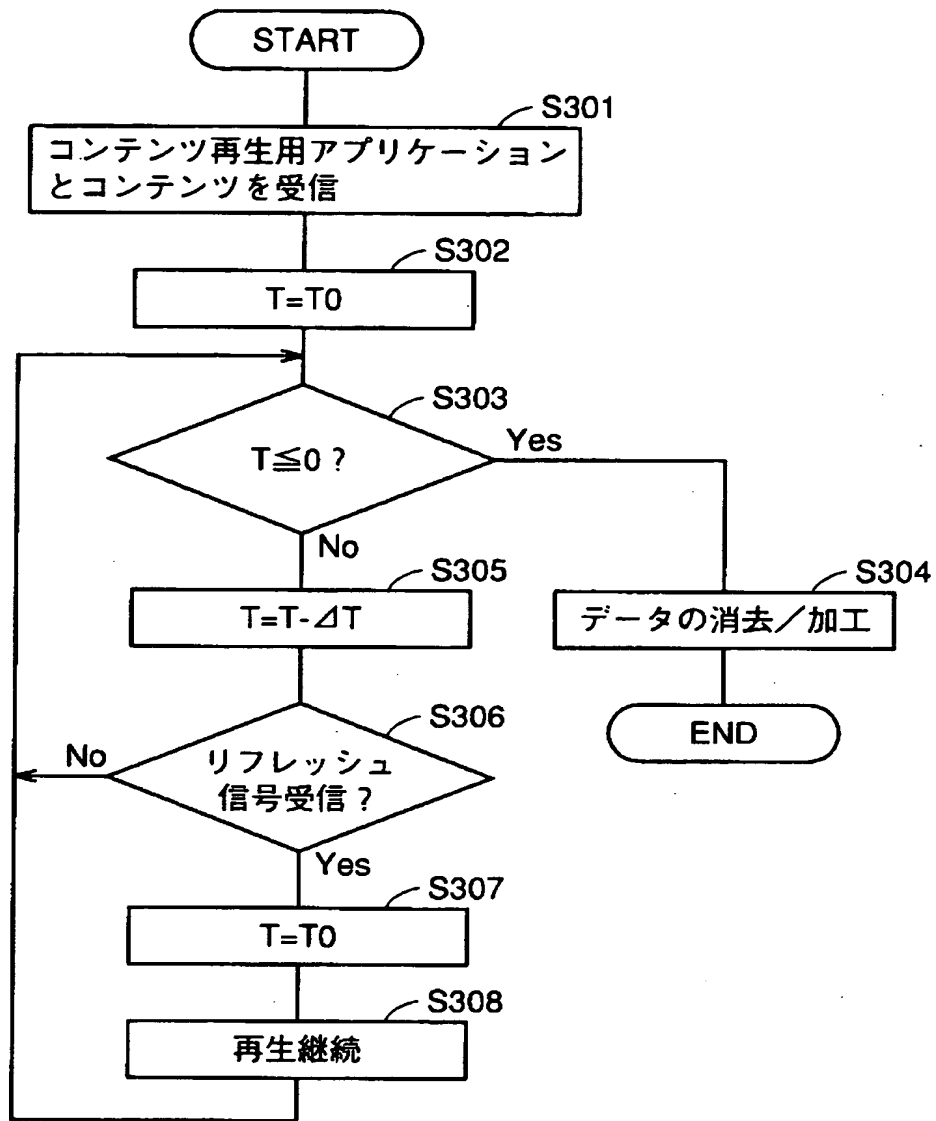 START
S301
コンテンツ再生用アプリケーション
とコンテンツを受信
S302
T=T0
S303
T≦0？
Yes
No
S305
T=T-⊿T
S304
データの消去／加工
END
S306
リフレッシュ
信号受信？
No
Yes
S307
T=T0
S308
再生継続